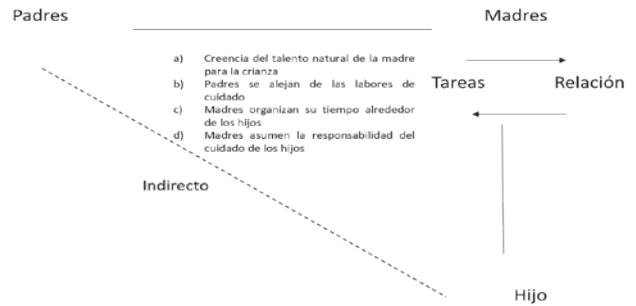 Padres
Madres
a) Creencia del talento natural de la madre
para la crianza
b) Padres se alejan de las labores de
cuidado
c) Madres organizan su tiempo alrededor
de los hijos
d) Madres asumen la responsabilidad del
cuidado de los hijos
Tareas
Relación
Indirecto
Hijo